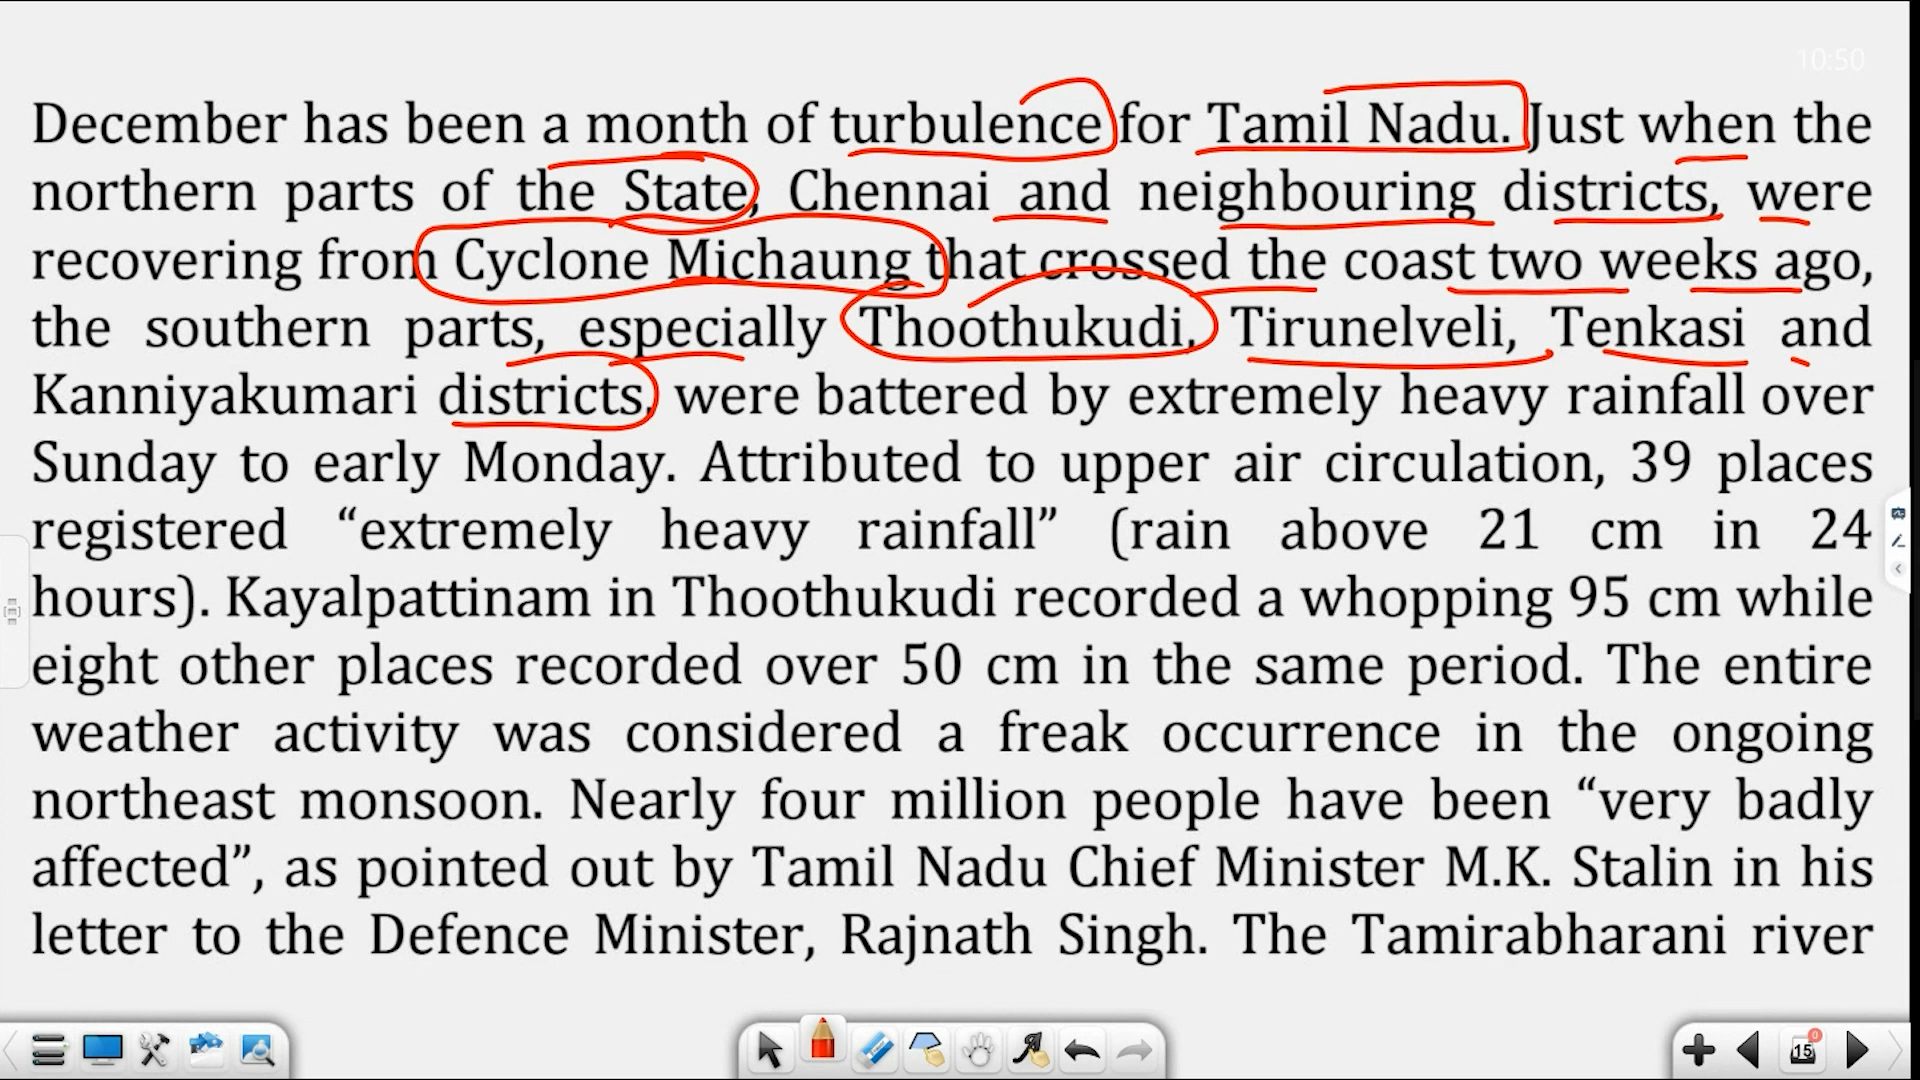 10:50
December has been a month of turbulence for Tamil Nadu. Just when the
northern parts of the State, Chennai and neighbouring districts, were
recovering from Cyclone Michaung that crossed the coast two weeks ago,
the southern parts, especially Thoothukudi, Tirunelveli, Tenkasi and
Kanniyakumari districts, were battered by extremely heavy rainfall over
Sunday to early Monday. Attributed to upper air circulation, 39 places
registered “extremely heavy rainfall” (rain above 21 cm in 24
hours). Kayalpattinam in Thoothukudi recorded a whopping 95 cm while
eight other places recorded over 50 cm in the same period. The entire
weather activity was considered a freak occurrence in the ongoing
northeast monsoon. Nearly four million people have been “very badly
affected”, as pointed out by Tamil Nadu Chief Minister M.K. Stalin in his
letter to the Defence Minister, Rajnath Singh. The Tamirabharani river
15
0